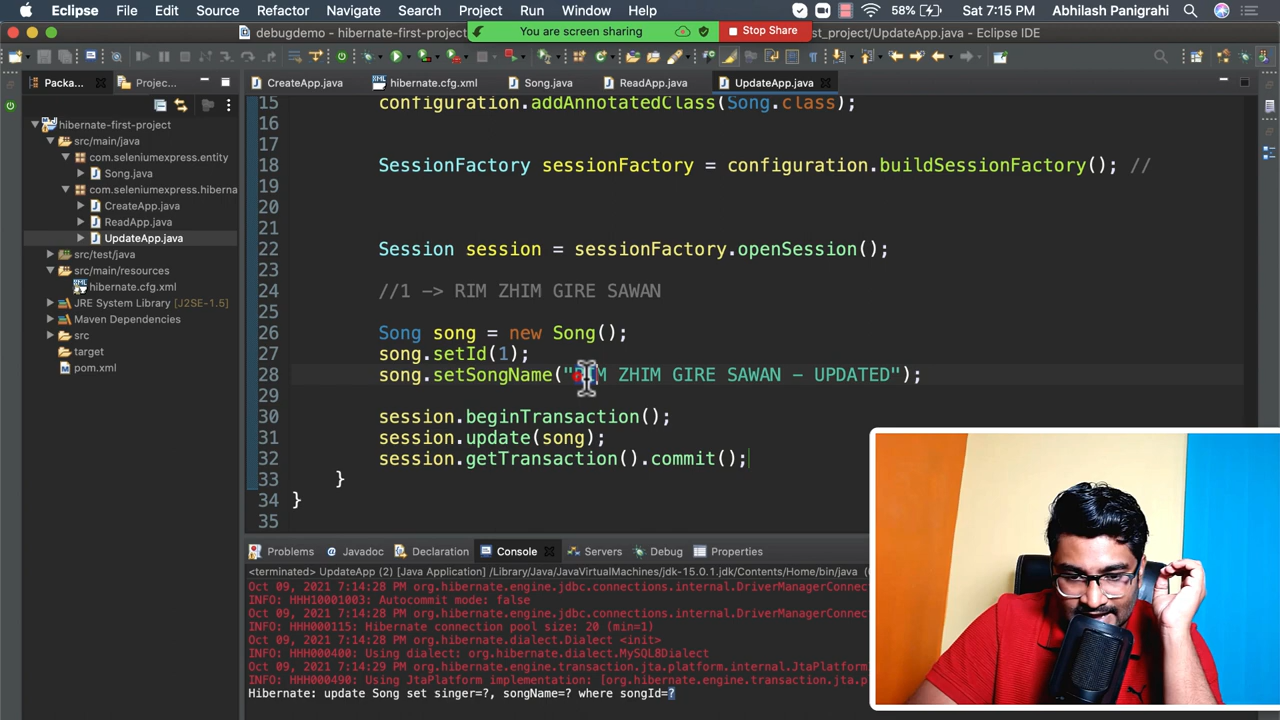 Eclipse File Edit Source Refactor Navigate Search Project Run Window Help 58% Sat 7:15 PM Abhilash Panigrahi
debugdemo - hibernate-first-project
You are screen sharing
Stop Share
st_project/UpdateApp.java - Eclipse IDE
Packa...
Projec...
CreateApp.java
hibernate.cfg.xml
Song.java
ReadApp.java
UpdateApp.java
hibernate-first-project
src/main/java
com.seleniumexpress.entity
Song.java
com.seleniumexpress.hiberna
CreateApp.java
ReadApp.java
UpdateApp.java
src/test/java
src/main/resources
hibernate.cfg.xml
JRE System Library [J2SE-1.5]
Maven Dependencies
src
target
pom.xml
15 configuration.addAnnotatedClass(Song.class);
16
17
18 SessionFactory sessionFactory = configuration.buildSessionFactory(); //
19
20
21
22 Session session = sessionFactory.openSession();
23
24 //1 -> RIM ZHIM GIRE SAWAN
25
26 Song song = new Song();
27 song.setId(1);
28 song.setSongName("RIM ZHIM GIRE SAWAN - UPDATED");
29
30 session.beginTransaction();
31 session.update(song);
32 session.getTransaction().commit();
33 }
34 }
35
Problems Javadoc Declaration Console Servers Debug Properties
<terminated> UpdateApp (2) [Java Application] /Library/Java/JavaVirtualMachines/jdk-15.0.1.jdk/Contents/Home/bin/java
Oct 09, 2021 7:14:28 PM org.hibernate.engine.jdbc.connections.internal.DriverManagerConnec
INFO: HHH10001003: Autocommit mode: false
Oct 09, 2021 7:14:28 PM org.hibernate.engine.jdbc.connections.internal.DriverManagerConnec
INFO: HHH000115: Hibernate connection pool size: 20 (min=1)
Oct 09, 2021 7:14:28 PM org.hibernate.dialect.Dialect <init>
INFO: HHH000400: Using dialect: org.hibernate.dialect.MySQL8Dialect
Oct 09, 2021 7:14:29 PM org.hibernate.engine.transaction.jta.platform.internal.JtaPlatform
INFO: HHH000490: Using JtaPlatform implementation: [org.hibernate.engine.transaction.jta.p
Hibernate: update Song set singer=?, songName=? where songId=?